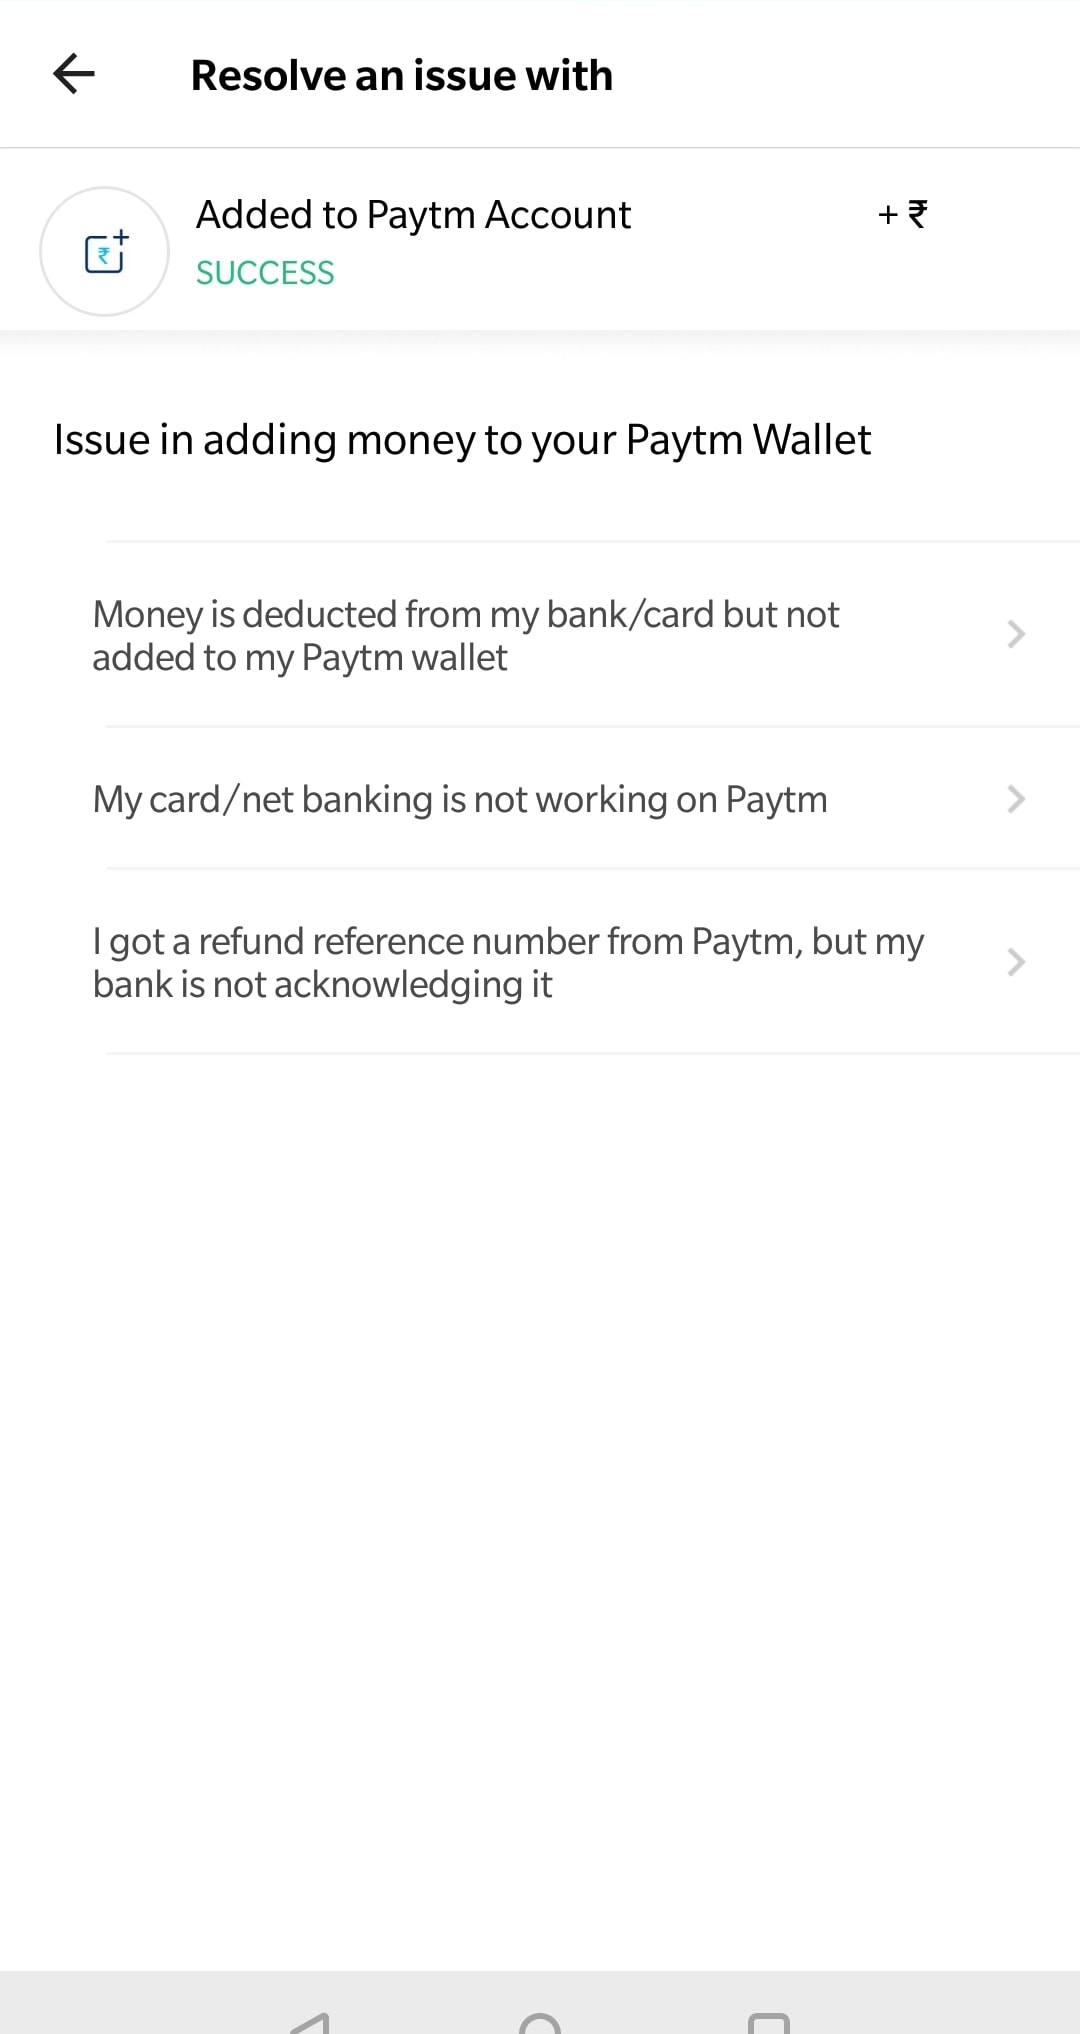 Resolve an issue with
Added to Paytm Account
+ ₹
SUCCESS
₹
Issue in adding money to your Paytm Wallet
Money is deducted from my bank/card but not
added to my Paytm wallet
My card/net banking is not working on Paytm
I got a refund reference number from Paytm, but my
bank is not acknowledging it